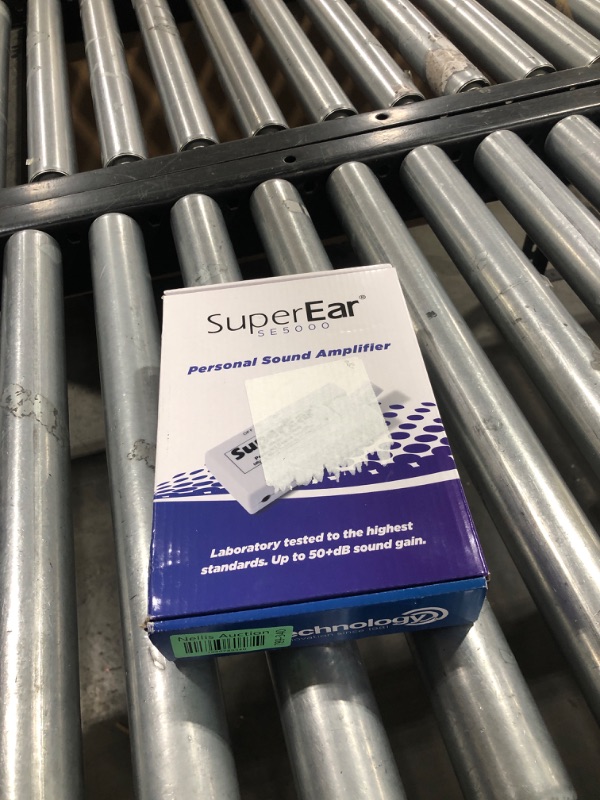 SuperEar®
SE5000
Personal Sound Amplifier
Laboratory tested to the highest
standards. Up to 50+dB sound gain.
Nellis Auction